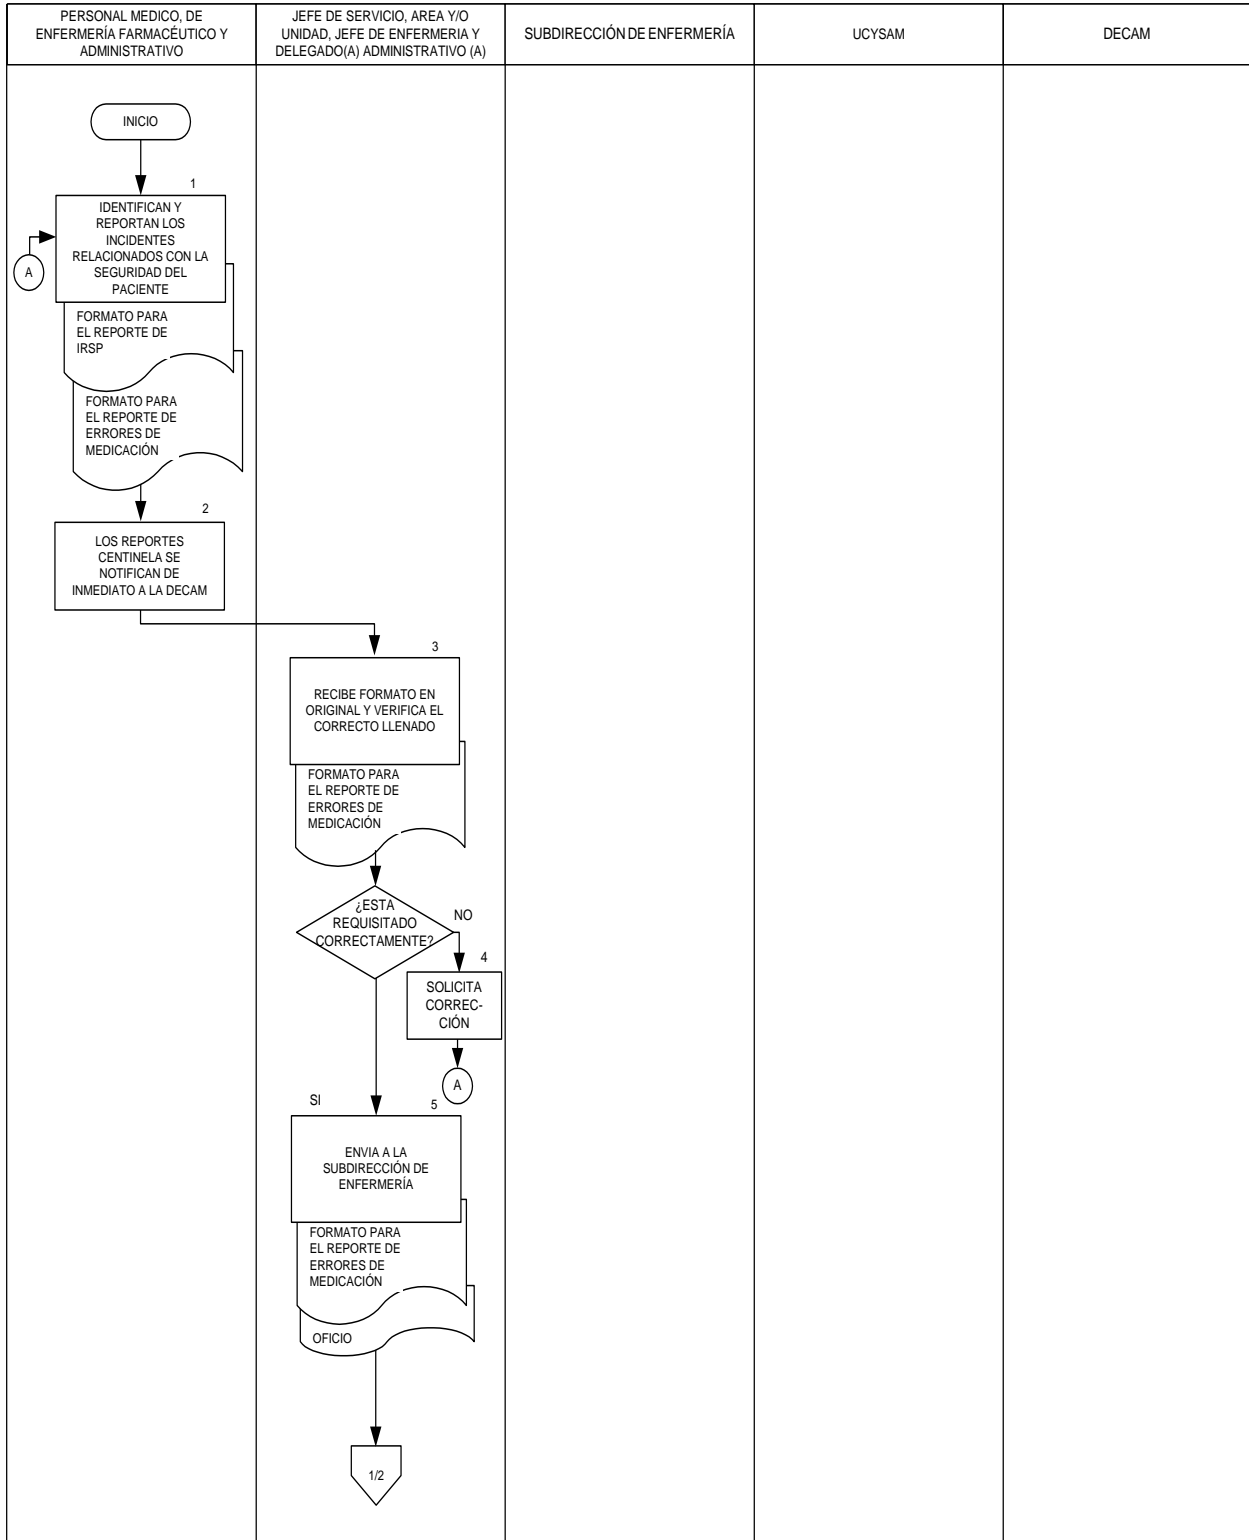 PERSONAL MEDICO, DE
ENFERMERÍA FARMACÉUTICO Y
ADMINISTRATIVO
JEFE DE SERVICIO, AREA Y/O
UNIDAD, JEFE DE ENFERMERIA Y
DELEGADO(A) ADMINISTRATIVO (A)
SUBDIRECCIÓN DE ENFERMERÍA
UCYSAM
DECAM
INICIO
1
IDENTIFICAN Y
REPORTAN LOS
INCIDENTES
RELACIONADOS CON LA
SEGURIDAD DEL
PACIENTE
A
FORMATO PARA
EL REPORTE DE
IRSP
FORMATO PARA
EL REPORTE DE
ERRORES DE
MEDICACIÓN
2
LOS REPORTES
CENTINELA SE
NOTIFICAN DE
INMEDIATO A LA DECAM
3
RECIBE FORMATO EN
ORIGINAL Y VERIFICA EL
CORRECTO LLENADO
FORMATO PARA
EL REPORTE DE
ERRORES DE
MEDICACIÓN
¿ESTA
REQUISITADO
CORRECTAMENTE?
NO
4
SOLICITA
CORREC-
CIÓN
A
SI
5
ENVIA A LA
SUBDIRECCIÓN DE
ENFERMERÍA
FORMATO PARA
EL REPORTE DE
ERRORES DE
MEDICACIÓN
OFICIO
1/2